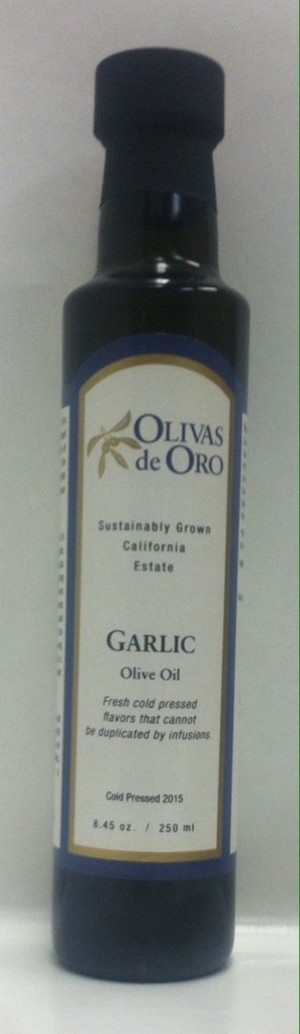 OLIVAS
de ORO
Sustainably Grown
California
Estate
GARLIC
Olive Oil
Fresh cold pressed
flavors that cannot
be duplicated by infusions.
Cold Pressed 2015
8.45 oz. / 250 ml